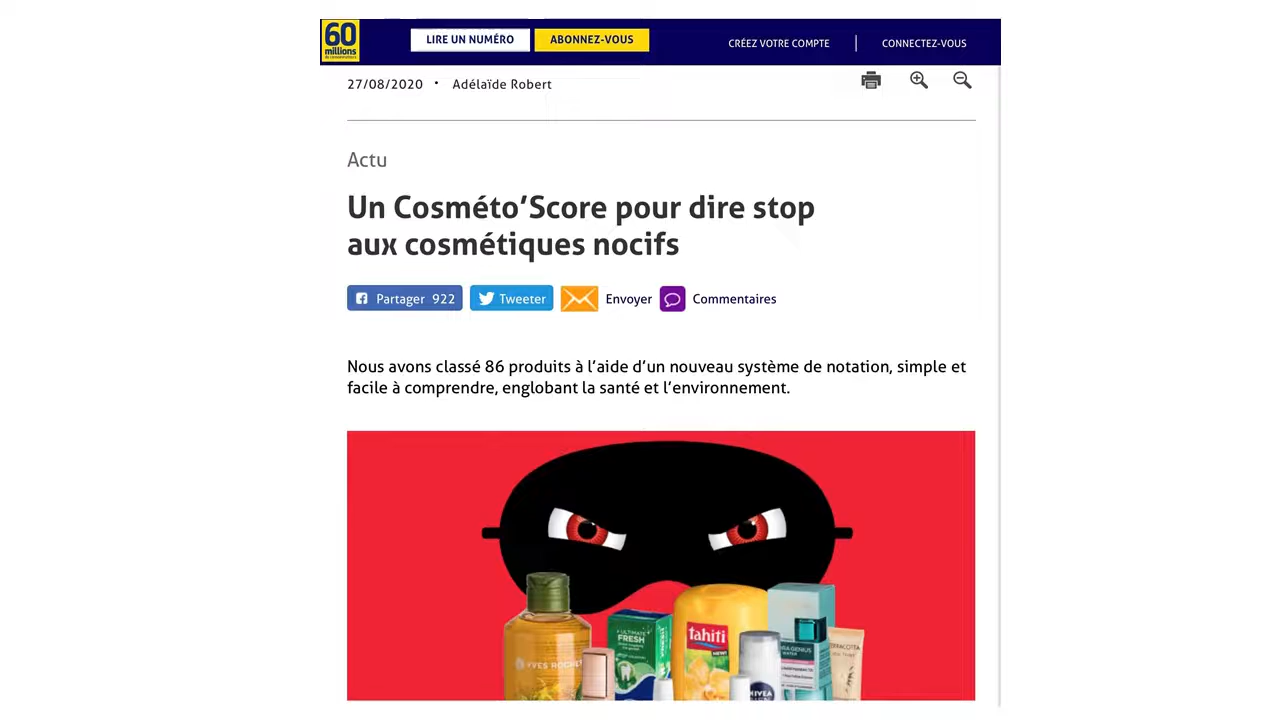 60
millions
LIRE UN NUMÉRO
ABONNEZ-VOUS
CRÉEZ VOTRE COMPTE
CONNECTEZ-VOUS
27/08/2020 • Adélaïde Robert
Actu
Un Cosméto’Score pour dire stop
aux cosmétiques nocifs
Partager 922
Tweeter
Envoyer
Commentaires
Nous avons classé 86 produits à l’aide d’un nouveau système de notation, simple et
facile à comprendre, englobant la santé et l’environnement.
ULTIMATE
FRESH
tahiti
YVES ROCHE
NIVEA